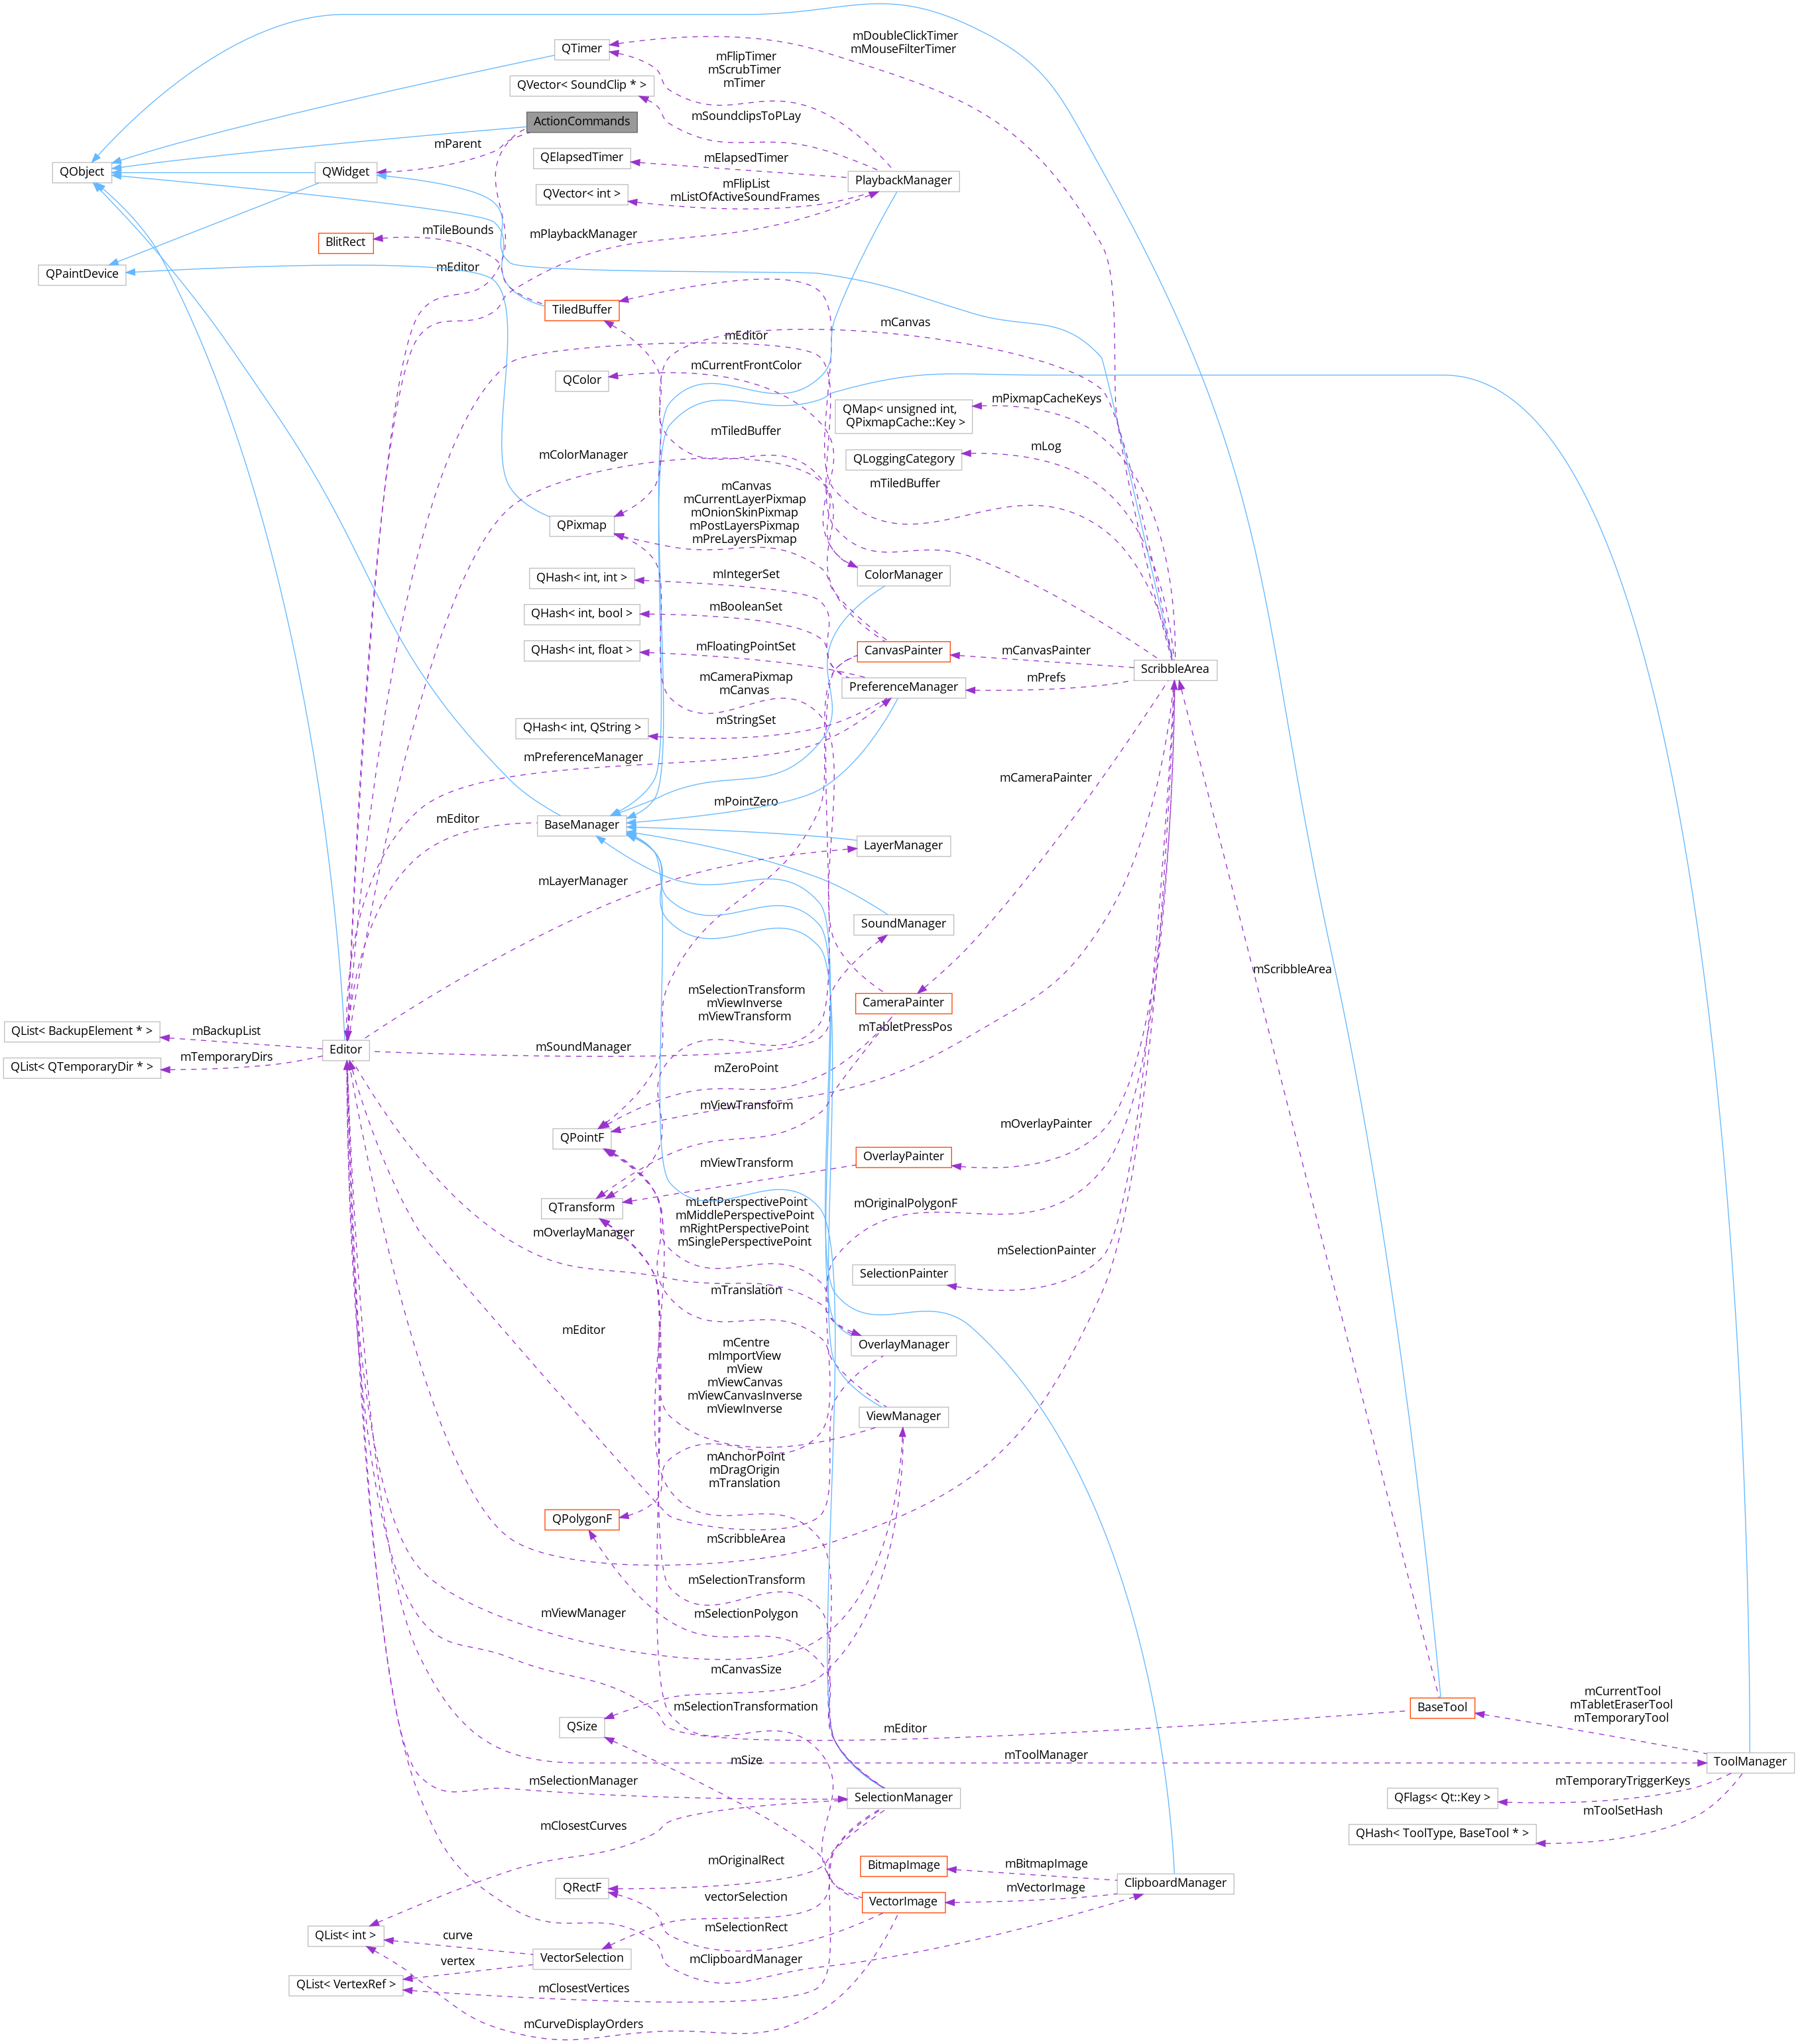 mDoubleClickTimer
mMouseFilterTimer
QTimer
mFlipTimer
mScrubTimer
mTimer
QVector< SoundClip * >
mSoundclipsToPLay
ActionCommands
mParent
QElapsedTimer
mElapsedTimer
QObject
QWidget
PlaybackManager
QVector< int >
mFlipList
mListOfActiveSoundFrames
mTileBounds
mPlaybackManager
BlitRect
QPaintDevice
mEditor
TiledBuffer
mCanvas
mEditor
mCurrentFrontColor
QColor
mPixmapCacheKeys
QMap< unsigned int,
QPixmapCache::Key >
mTiledBuffer
mLog
mColorManager
QLoggingCategory
mTiledBuffer
mCanvas
mCurrentLayerPixmap
mOnionSkinPixmap
mPostLayersPixmap
mPreLayersPixmap
QPixmap
QHash< int, int >
mIntegerSet
ColorManager
QHash< int, bool >
mBooleanSet
QHash< int, float >
mFloatingPointSet
CanvasPainter
mCanvasPainter
ScribbleArea
mCameraPixmap
mCanvas
PreferenceManager
mPrefs
QHash< int, QString >
mStringSet
mPreferenceManager
mCameraPainter
mPointZero
mEditor
BaseManager
LayerManager
mLayerManager
SoundManager
mScribbleArea
mSelectionTransform
mViewInverse
mViewTransform
CameraPainter
mTabletPressPos
QList< BackupElement * >
mBackupList
Editor
mSoundManager
QList< QTemporaryDir * >
mTemporaryDirs
mZeroPoint
mViewTransform
QPointF
mOverlayPainter
OverlayPainter
mViewTransform
QTransform
mLeftPerspectivePoint
mMiddlePerspectivePoint
mRightPerspectivePoint
mSinglePerspectivePoint
mOriginalPolygonF
mOverlayManager
mSelectionPainter
SelectionPainter
mTranslation
mEditor
OverlayManager
mCentre
mImportView
mView
mViewCanvas
mViewCanvasInverse
mViewInverse
ViewManager
mAnchorPoint
mDragOrigin
mTranslation
QPolygonF
mScribbleArea
mSelectionTransform
mViewManager
mSelectionPolygon
mCanvasSize
mCurrentTool
mTabletEraserTool
mTemporaryTool
BaseTool
mSelectionTransformation
QSize
mEditor
mSize
mToolManager
ToolManager
mSelectionManager
mTemporaryTriggerKeys
SelectionManager
QFlags< Qt::Key >
mToolSetHash
mClosestCurves
QHash< ToolType, BaseTool * >
mOriginalRect
BitmapImage
mBitmapImage
ClipboardManager
QRectF
vectorSelection
VectorImage
mVectorImage
mSelectionRect
QList< int >
curve
VectorSelection
mClipboardManager
vertex
QList< VertexRef >
mClosestVertices
mCurveDisplayOrders